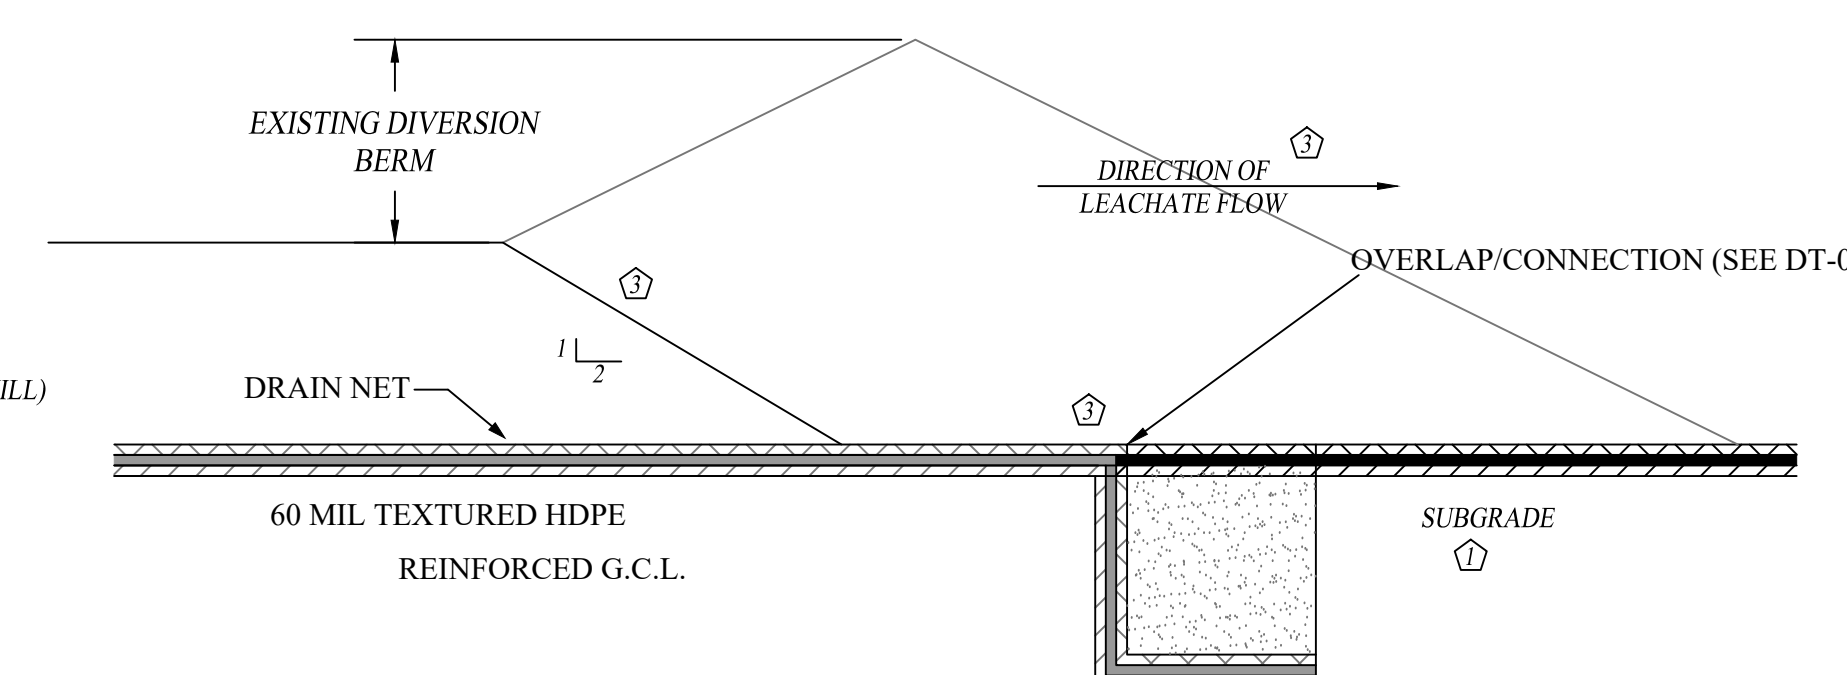 EXISTING DIVERSION
BERM
3
DIRECTION OF
LEACHATE FLOW
OVERLAP/CONNECTION (SEE DT-0
3
1
2
ILL)
DRAIN NET
3
60 MIL TEXTURED HDPE
SUBGRADE
REINFORCED G.C.L.
1